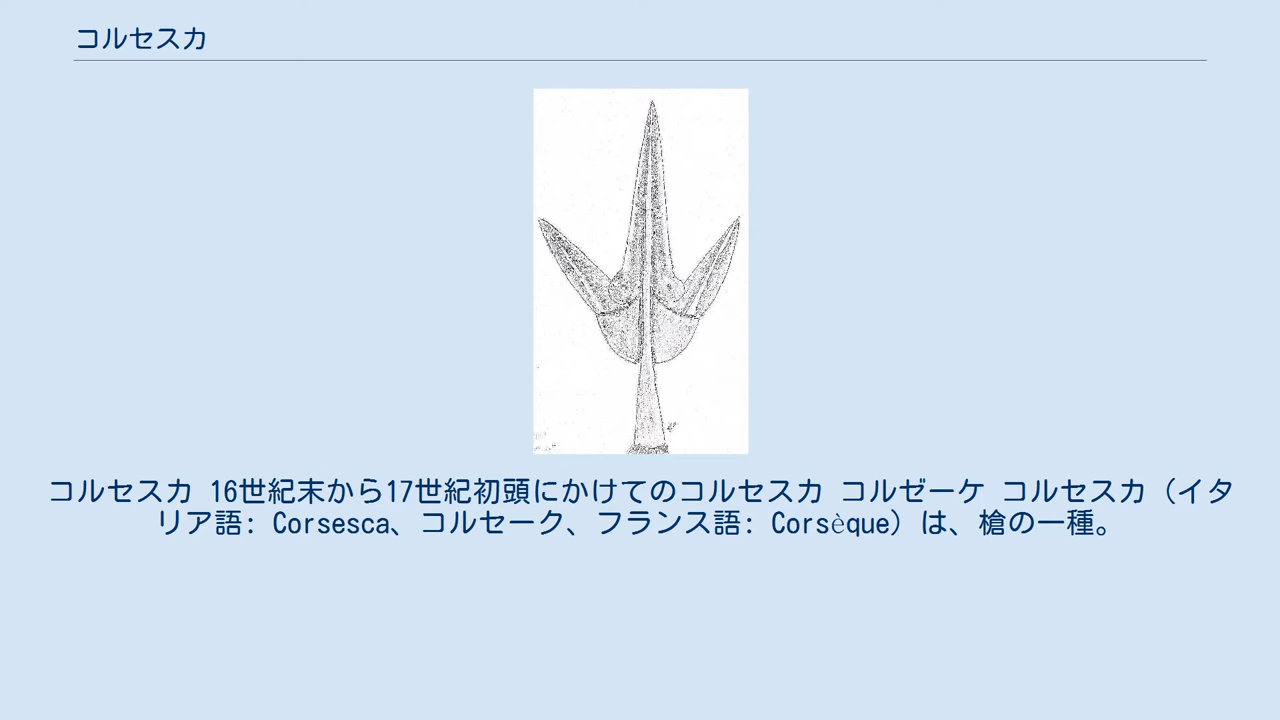 コルセスカ
コルセスカ 16世紀末から17世紀初頭にかけてのコルセスカ コルゼーケ コルセスカ（イタ
リア語: Corsesca、コルセーク、フランス語: Corsèque）は、槍の一種。